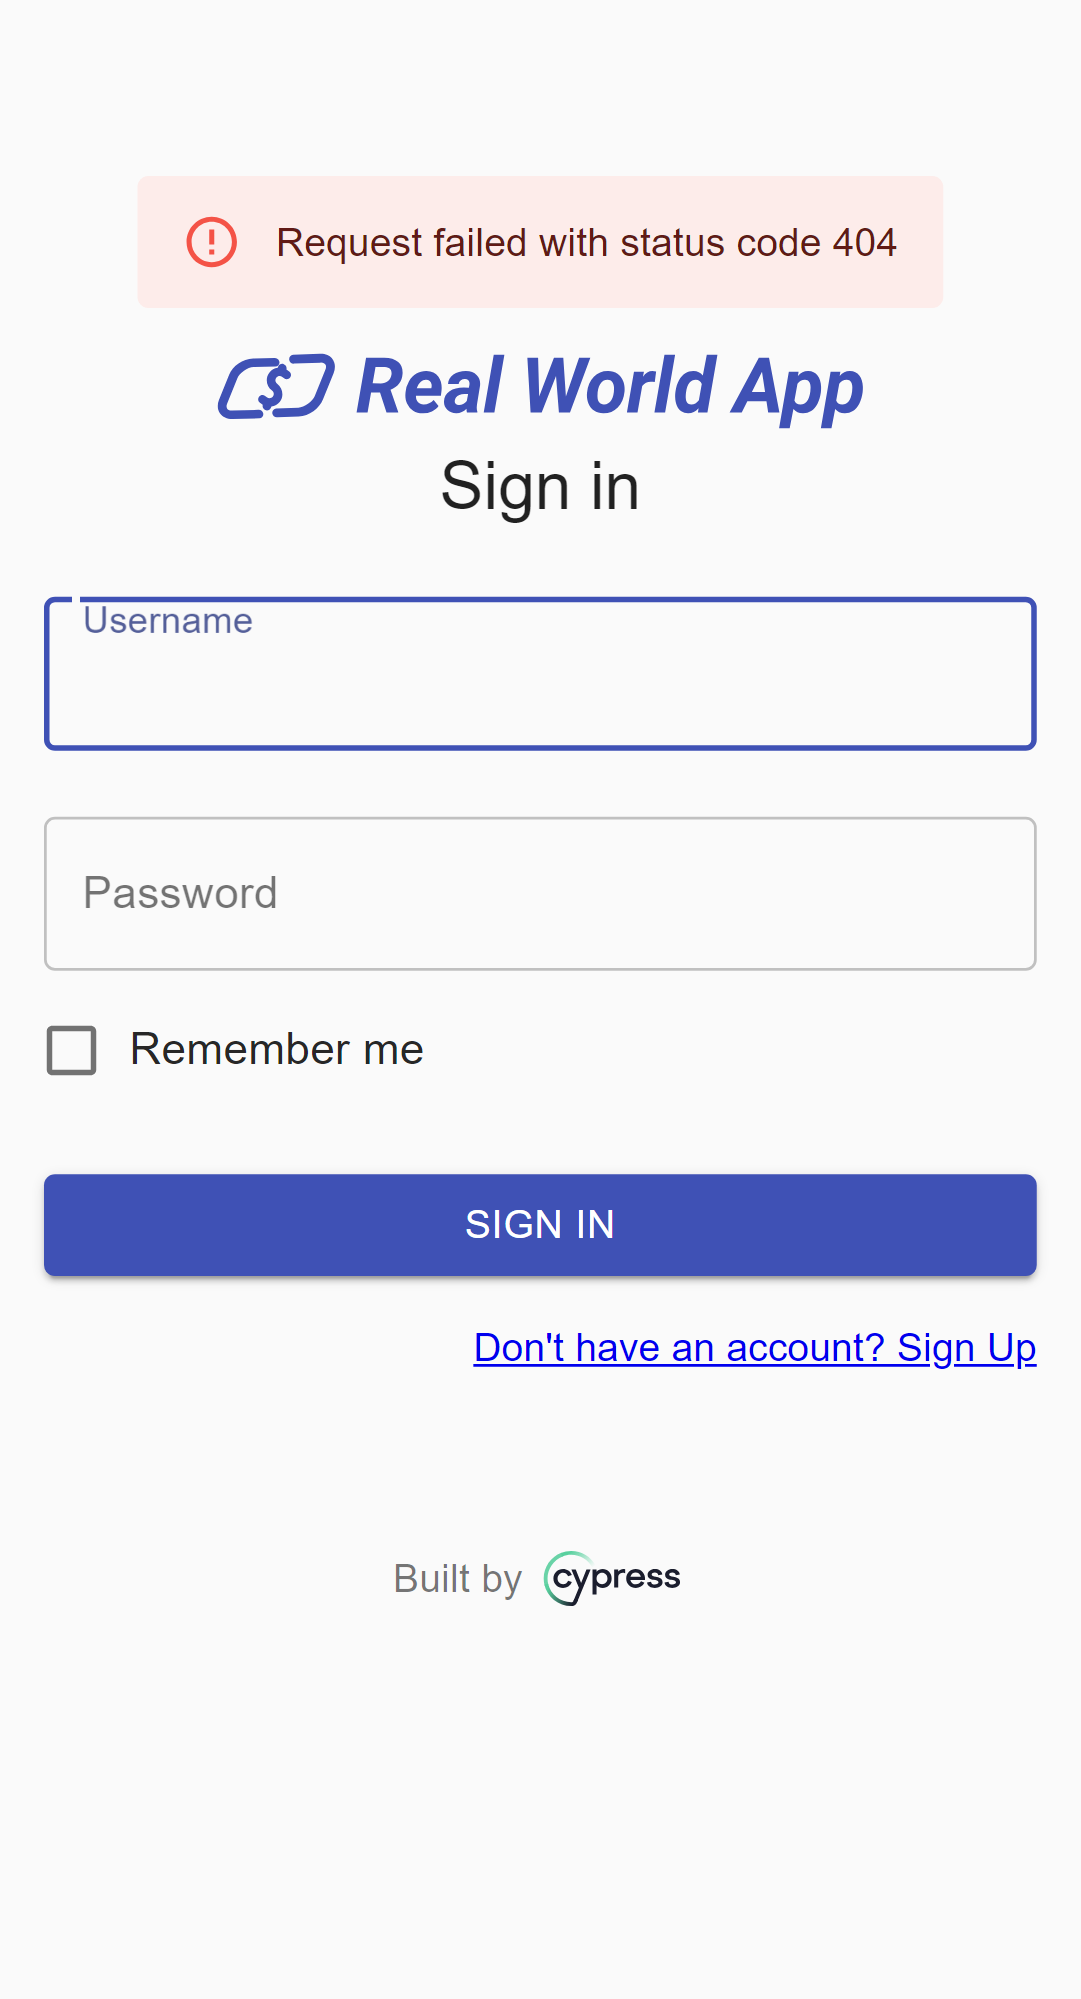 Request failed with status code 404
Real World App
Sign in
Username
Password
Remember me
SIGN IN
Don't have an account? Sign Up
Built by cypress